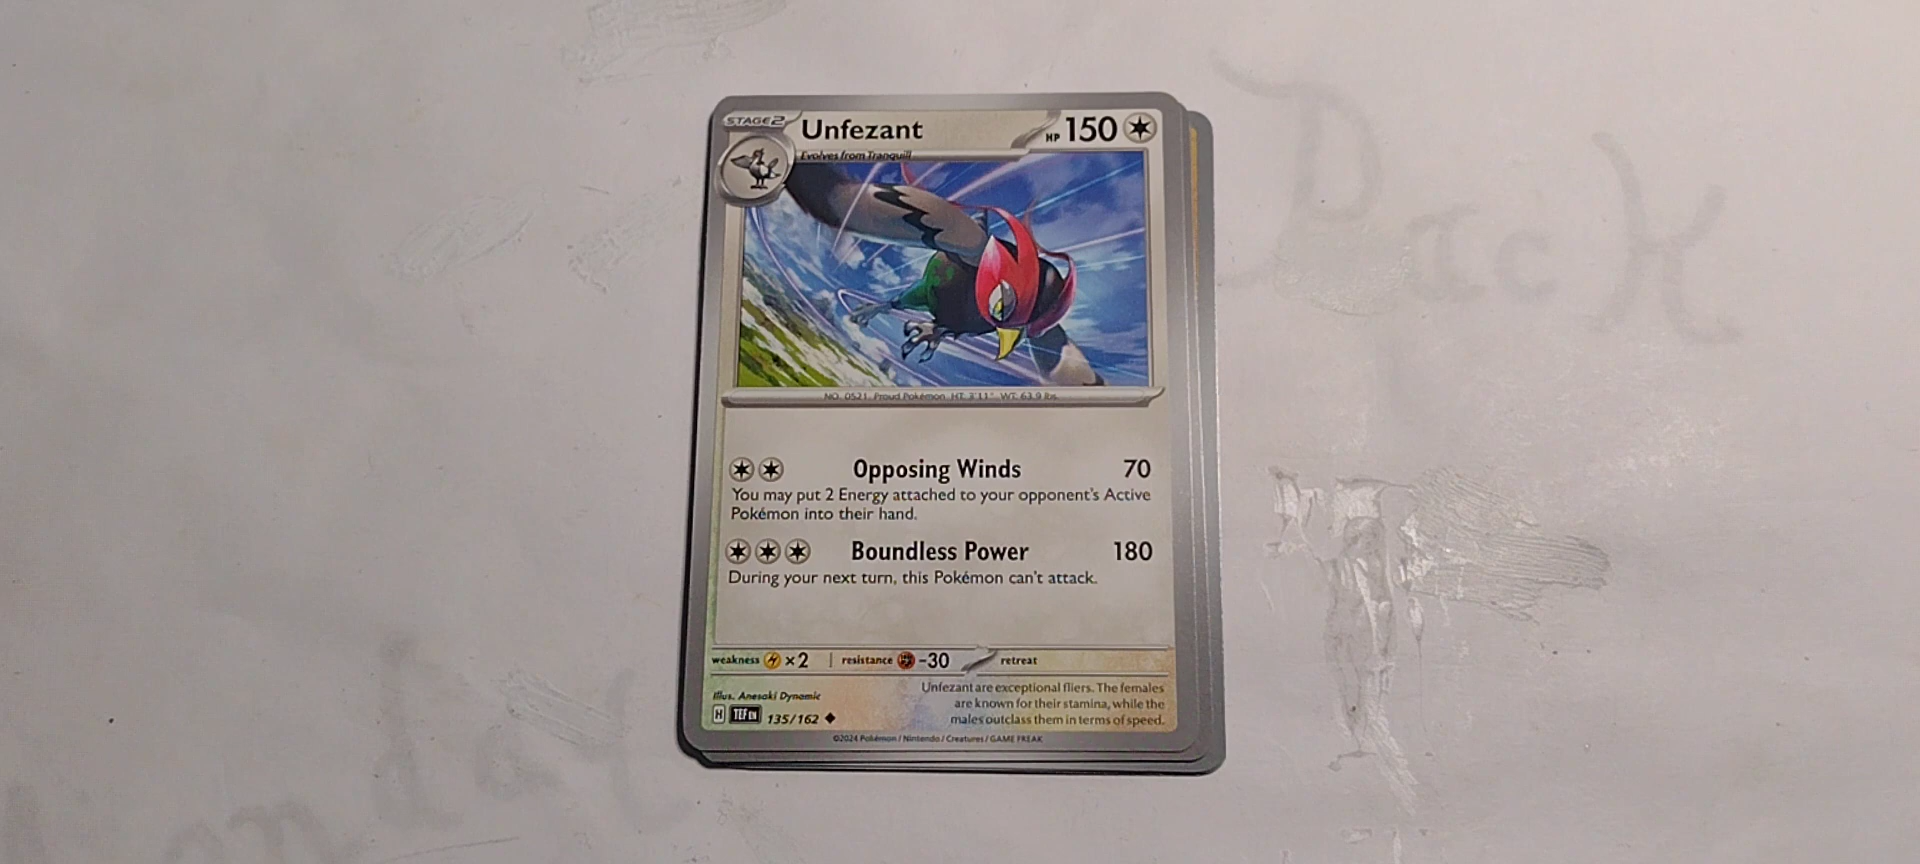 STAGE 2 Unfezant HP 150
Evolves from Tranquill
NO. 0521 Proud Pokémon HT: 3'11" WT: 63.9 lbs.
Opposing Winds 70
You may put 2 Energy attached to your opponent's Active
Pokémon into their hand.
Boundless Power 180
During your next turn, this Pokémon can't attack.
weakness ×2 resistance -30 retreat
Illus. Anesaki Dynamic
Unfezant are exceptional fliers. The females
are known for their stamina, while the
males outclass them in terms of speed.
H TEF EN 135/162
©2024 Pokémon / Nintendo / Creatures / GAME FREAK
Pack